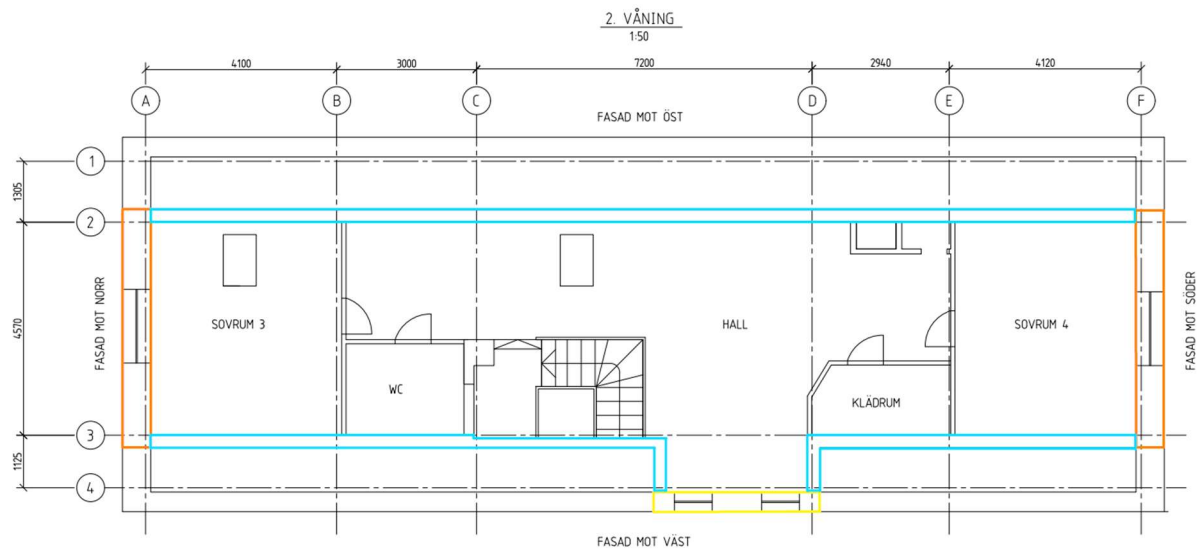 2. VÅNING
1:50
4100 3000 7200 2940 4120
A B C D E F
FASAD MOT ÖST
1
1305
2
4570
3
1125
4
FASAD MOT NORR
SOVRUM 3
HALL
SOVRUM 4
WC
KLÄDRUM
FASAD MOT SÖDER
FASAD MOT VÄST